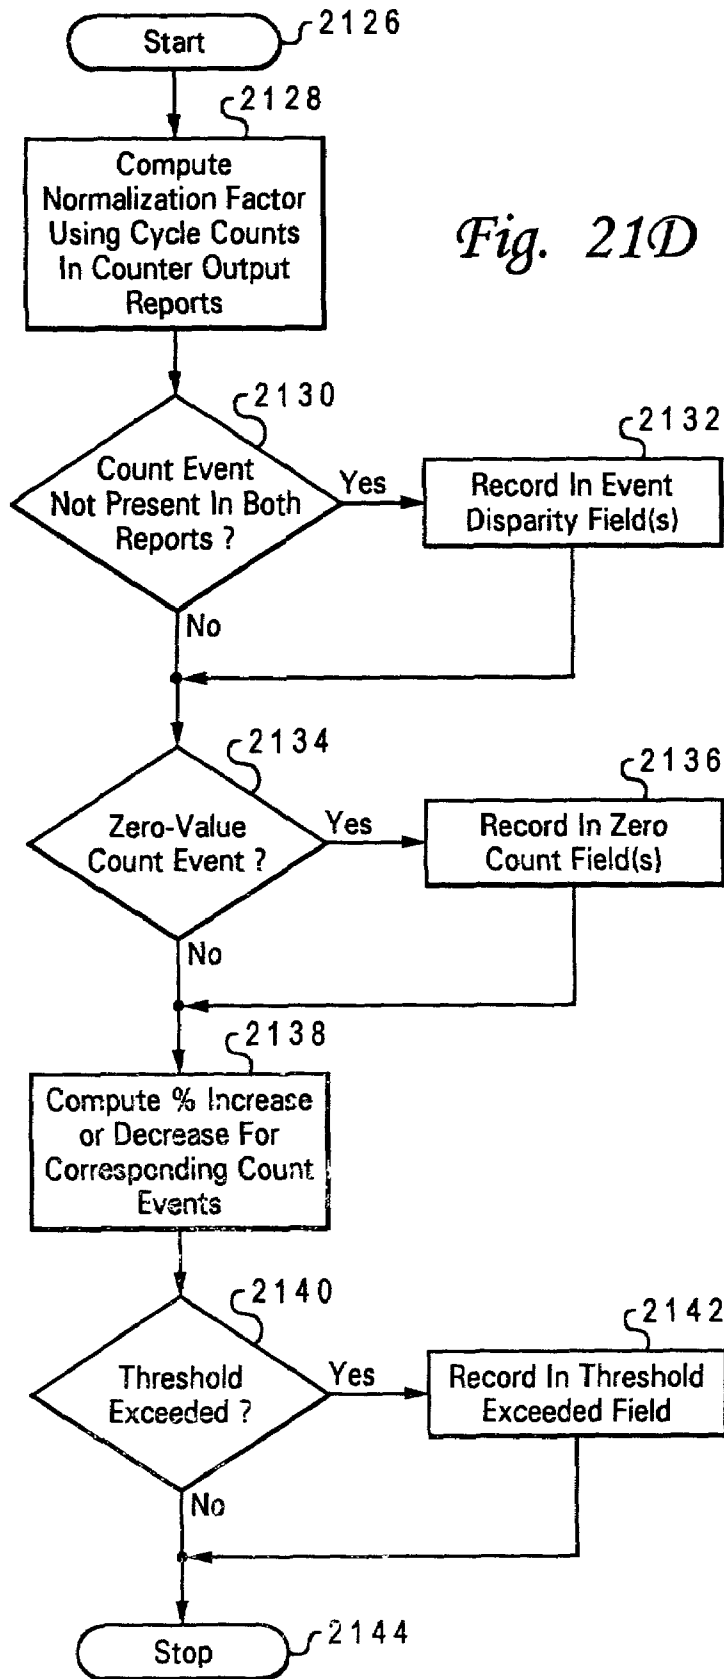 Start
2126
2128
Compute
Normalization Factor
Using Cycle Counts
In Counter Output
Reports
Fig. 21D
2130
Count Event
Not Present In Both
Reports ?
Yes
2132
Record In Event
Disparity Field(s)
No
2134
Zero-Value
Count Event ?
Yes
2136
Record In Zero
Count Field(s)
No
2138
Compute % Increase
or Decrease For
Corresponding Count
Events
2140
Threshold
Exceeded ?
Yes
2142
Record In Threshold
Exceeded Field
No
Stop
2144